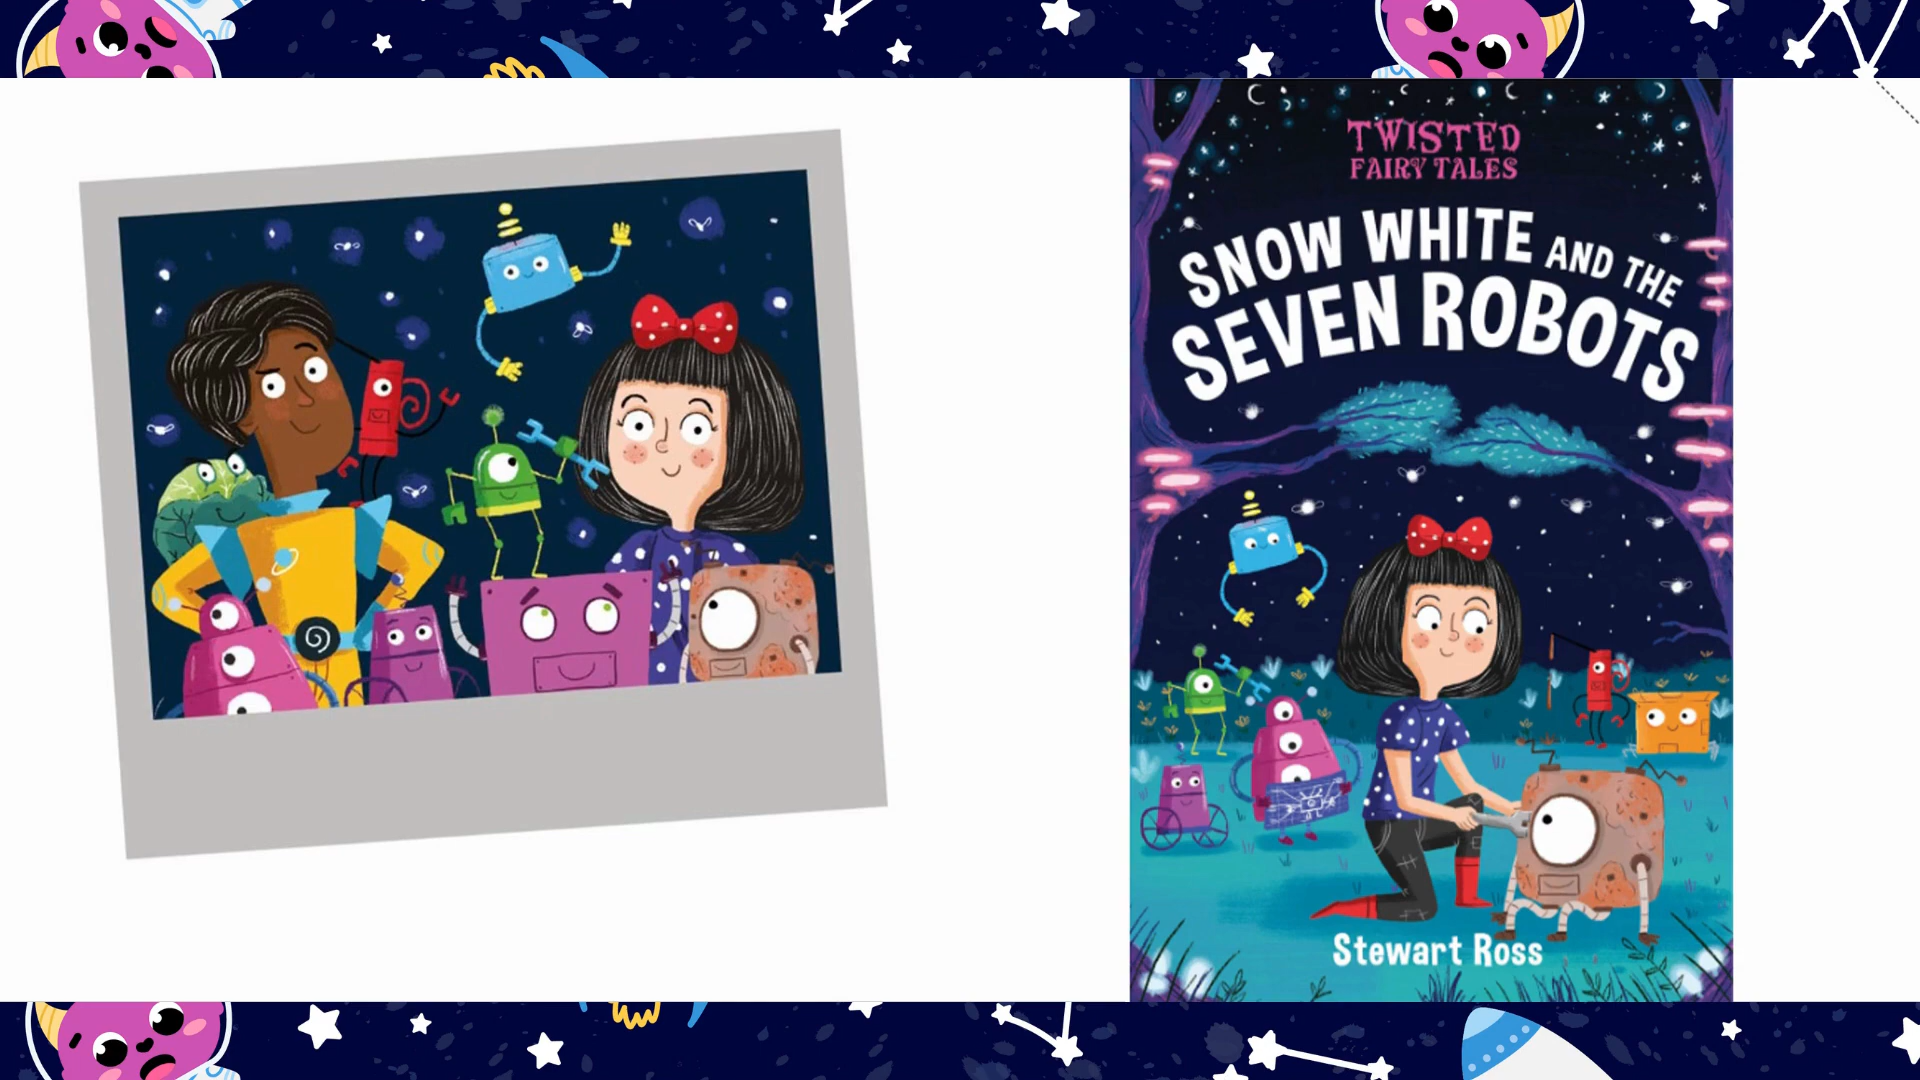 TWISTED
FAIRY TALES
SNOW WHITE AND THE
SEVEN ROBOTS
Stewart Ross